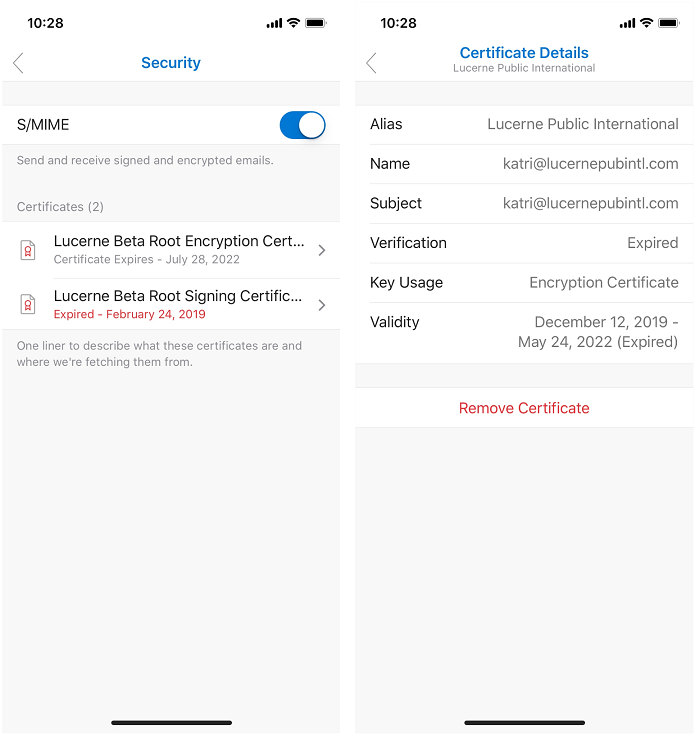 10:28
Security
S/MIME
Send and receive signed and encrypted emails.
Certificates (2)
Lucerne Beta Root Encryption Cert...
Certificate Expires - July 28, 2022
Lucerne Beta Root Signing Certific...
Expired - February 24, 2019
One liner to describe what these certificates are and
where we're fetching them from.
10:28
Certificate Details
Lucerne Public International
Alias Lucerne Public International
Name katri@lucernepubintl.com
Subject katri@lucernepubintl.com
Verification Expired
Key Usage Encryption Certificate
Validity December 12, 2019 -
May 24, 2022 (Expired)
Remove Certificate